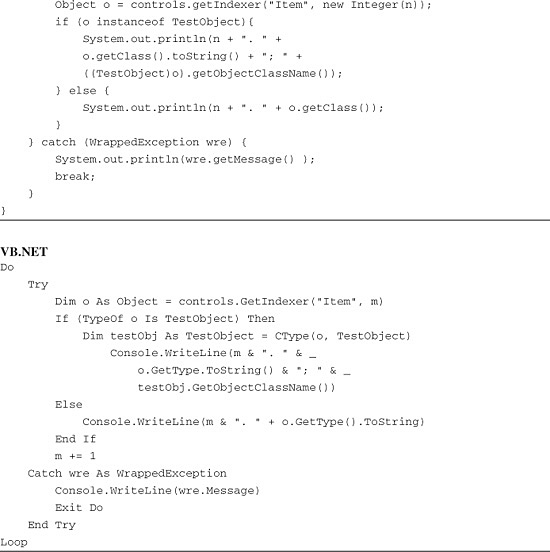 Object o = controls.getIndexer("Item", new Integer(n));
        if (o instanceof TestObject){
            System.out.println(n + ". " +
            o.getClass().toString() + "; " +
            ((TestObject)o).getObjectClassName());
        } else {
            System.out.println(n + ". " + o.getClass());
        }
    } catch (WrappedException wre) {
        System.out.println(wre.getMessage() );
        break;
    }
}
VB.NET
Do
    Try
        Dim o As Object = controls.GetIndexer("Item", m)
        If (TypeOf o Is TestObject) Then
            Dim testObj As TestObject = CType(o, TestObject)
                Console.WriteLine(m & ". " & _
                    o.GetType.ToString() & "; " & _
                    testObj.GetObjectClassName())
        Else
            Console.WriteLine(m & ". " + o.GetType().ToString)
        End If
        m += 1
    Catch wre As WrappedException
        Console.WriteLine(wre.Message)
        Exit Do
    End Try
Loop